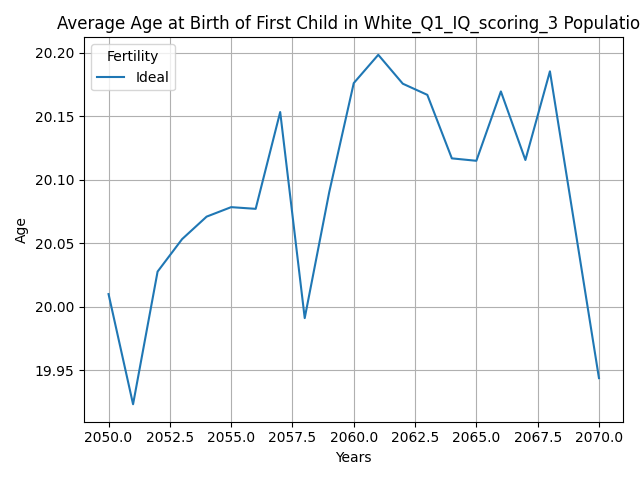 Average Age at Birth of First Child in White_Q1_IQ_scoring_3 Populatio
Fertility
Ideal
Age
20.20
20.15
20.10
20.05
20.00
19.95
2050.0 2052.5 2055.0 2057.5 2060.0 2062.5 2065.0 2067.5 2070.0
Years